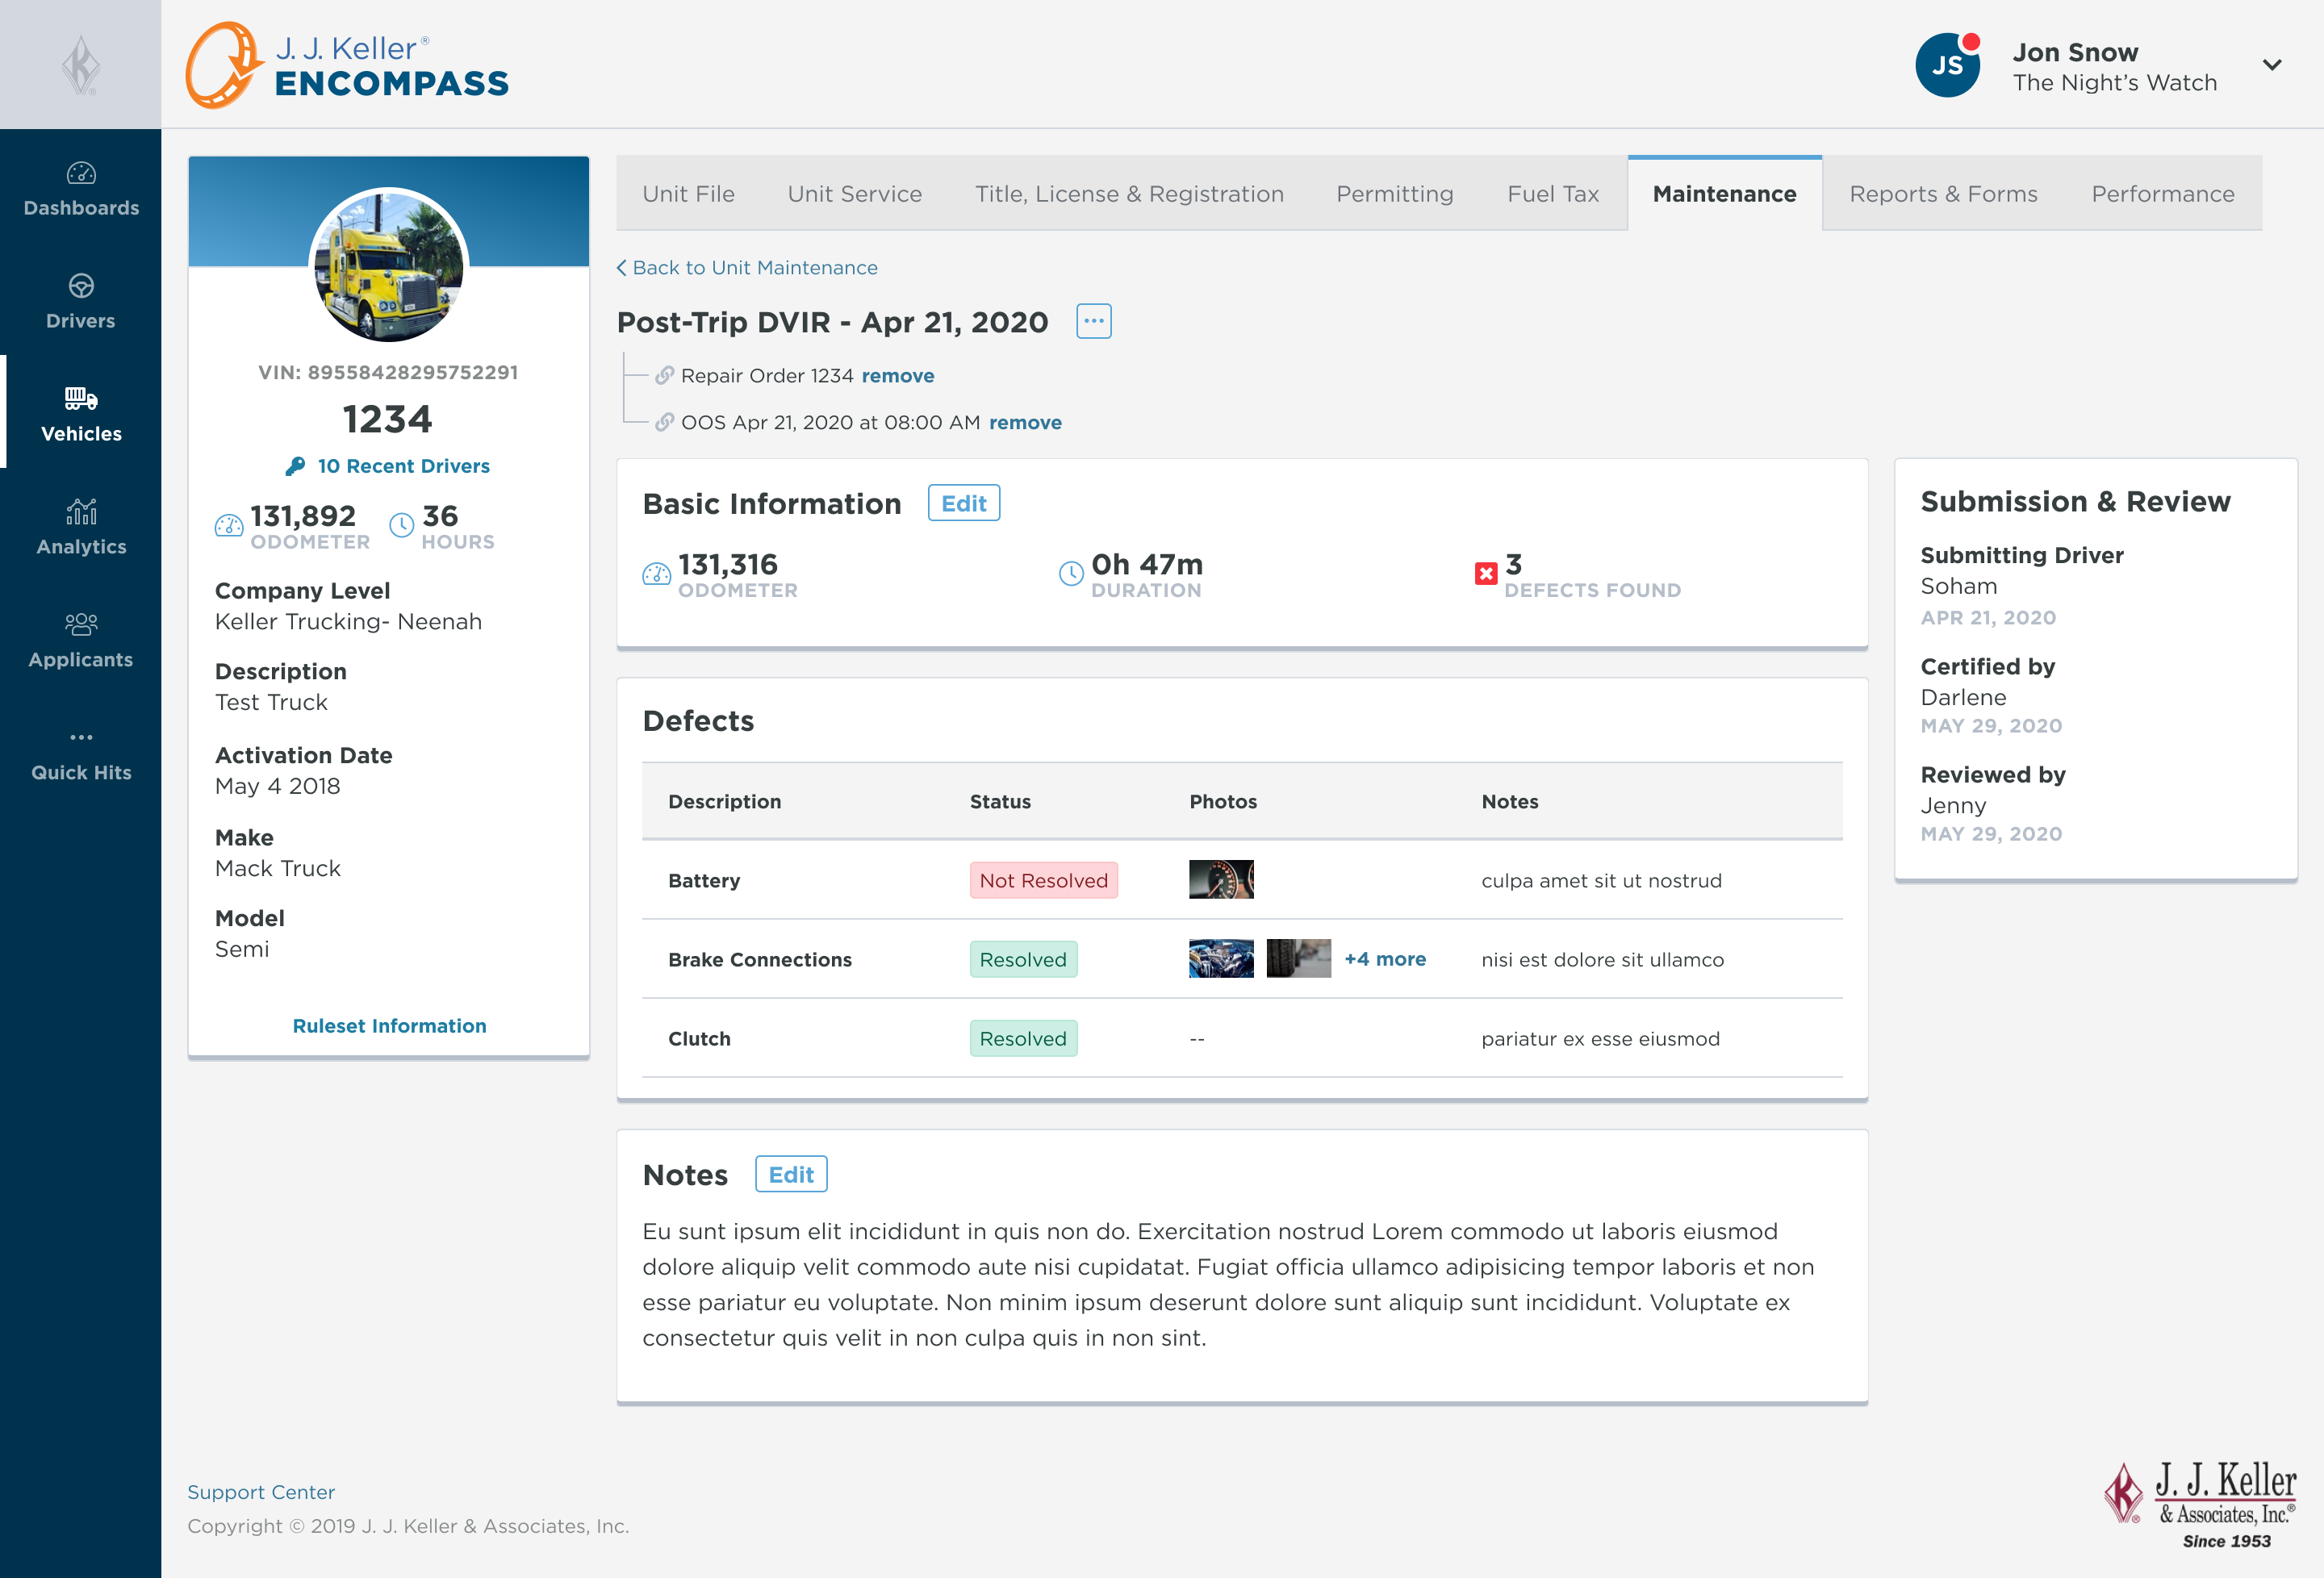 J. J. Keller®
ENCOMPASS
JS
Jon Snow
The Night's Watch
Dashboards
Drivers
Vehicles
Analytics
Applicants
Quick Hits
VIN: 89558428295752291
1234
10 Recent Drivers
131,892
ODOMETER
36
HOURS
Company Level
Keller Trucking- Neenah
Description
Test Truck
Activation Date
May 4 2018
Make
Mack Truck
Model
Semi
Ruleset Information
Unit File
Unit Service
Title, License & Registration
Permitting
Fuel Tax
Maintenance
Reports & Forms
Performance
Back to Unit Maintenance
Post-Trip DVIR - Apr 21, 2020
Repair Order 1234 remove
OOS Apr 21, 2020 at 08:00 AM remove
Basic Information Edit
131,316
ODOMETER
0h 47m
DURATION
3
DEFECTS FOUND
Defects
Description Status Photos Notes
Battery Not Resolved culpa amet sit ut nostrud
Brake Connections Resolved +4 more nisi est dolore sit ullamco
Clutch Resolved -- pariatur ex esse eiusmod
Notes Edit
Eu sunt ipsum elit incididunt in quis non do. Exercitation nostrud Lorem commodo ut laboris eiusmod
dolore aliquip velit commodo aute nisi cupidatat. Fugiat officia ullamco adipisicing tempor laboris et non
esse pariatur eu voluptate. Non minim ipsum deserunt dolore sunt aliquip sunt incididunt. Voluptate ex
consectetur quis velit in non culpa quis in non sint.
Submission & Review
Submitting Driver
Soham
APR 21, 2020
Certified by
Darlene
MAY 29, 2020
Reviewed by
Jenny
MAY 29, 2020
Support Center
Copyright © 2019 J. J. Keller & Associates, Inc.
J. J. Keller
& Associates, Inc.®
Since 1953